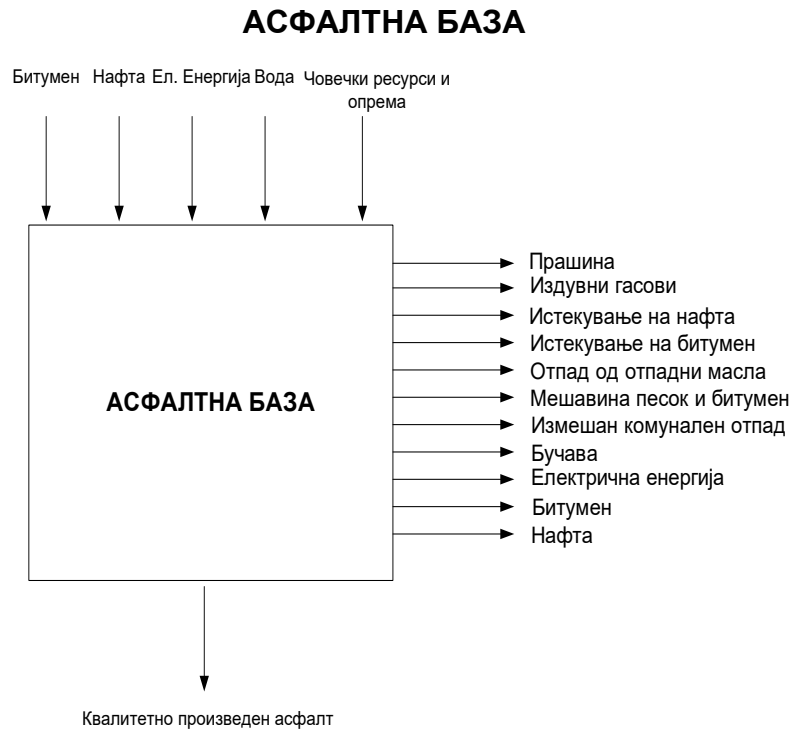 АСФАЛТНА БАЗА
Битумен Нафта Ел. Енергија Вода Човечки ресурси и
опрема
Прашина
Издувни гасови
Истекување на нафта
Истекување на битумен
Отпад од отпадни масла
АСФАЛТНА БАЗА
Мешавина песок и битумен
Измешан комунален отпад
Бучава
Електрична енергија
Битумен
Нафта
Квалитетно произведен асфалт